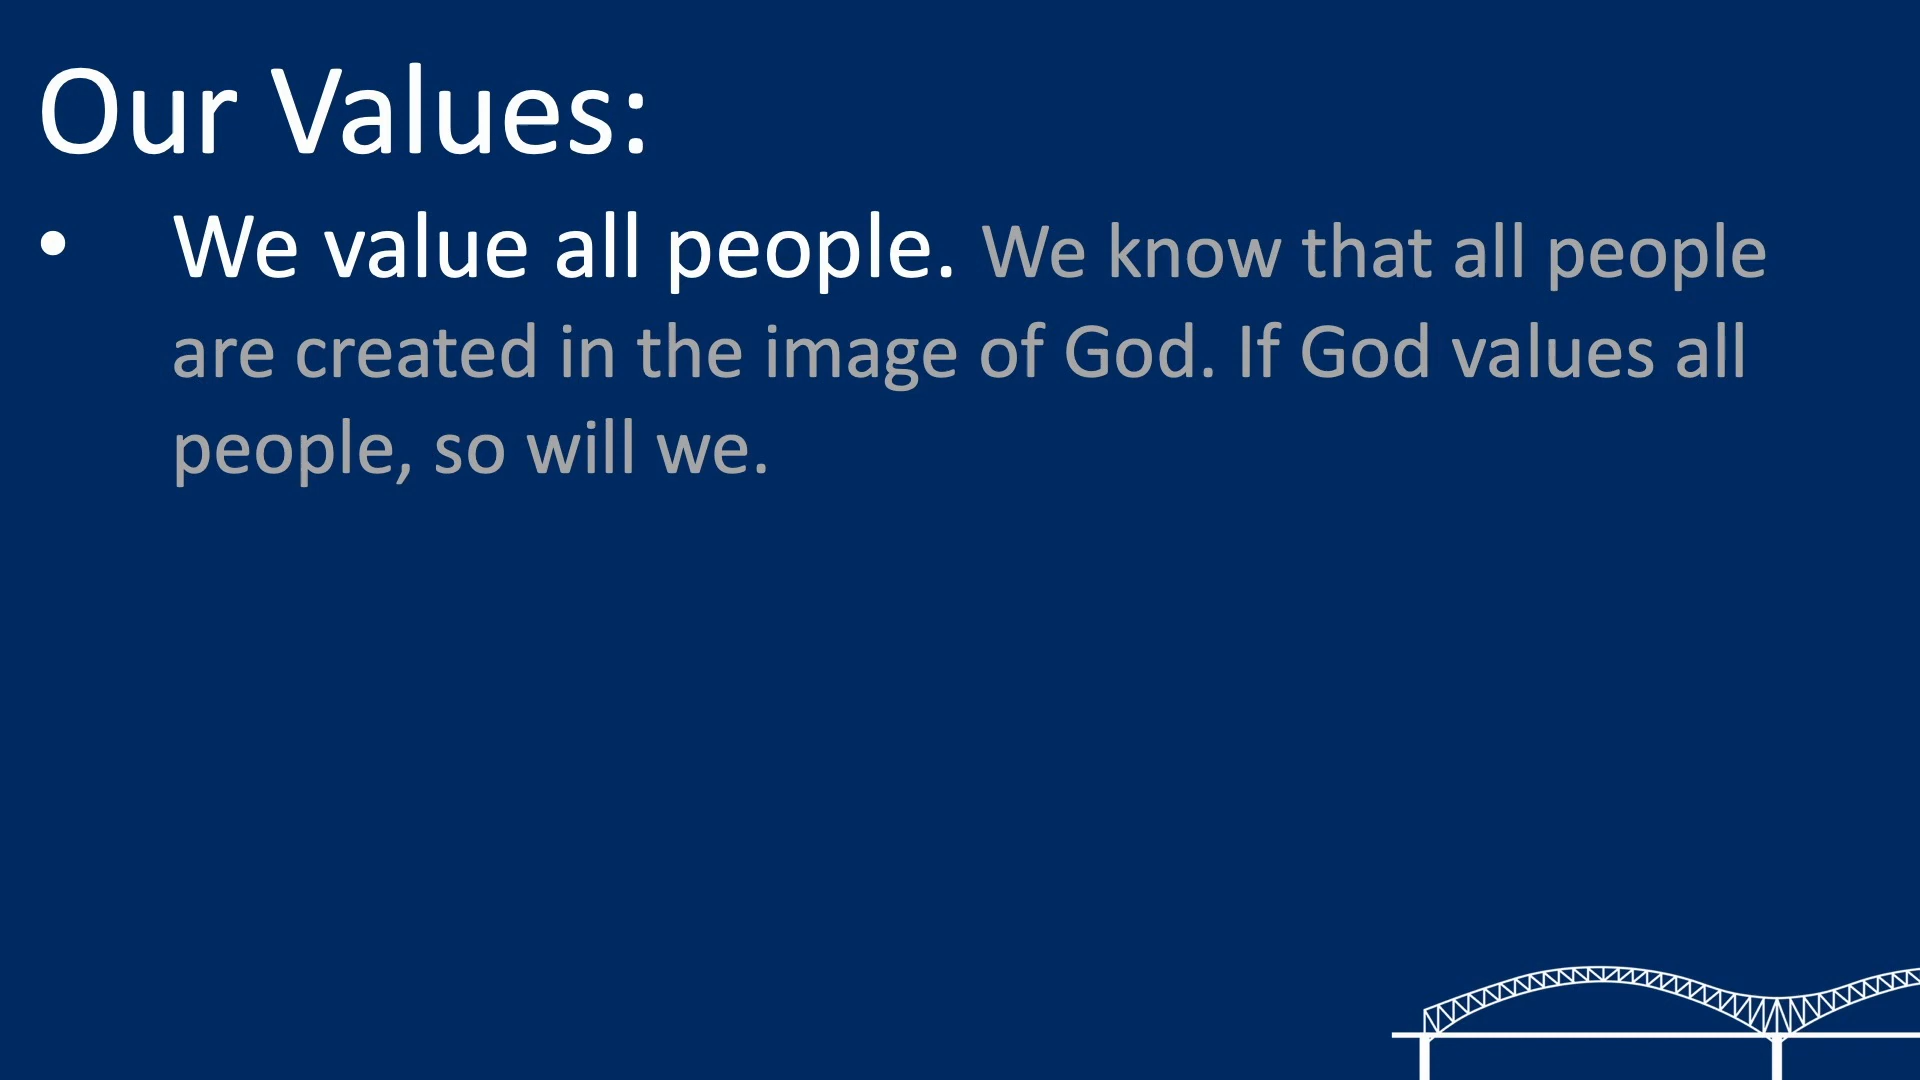 Our Values:
• We value all people. We know that all people
are created in the image of God. If God values all
people, so will we.